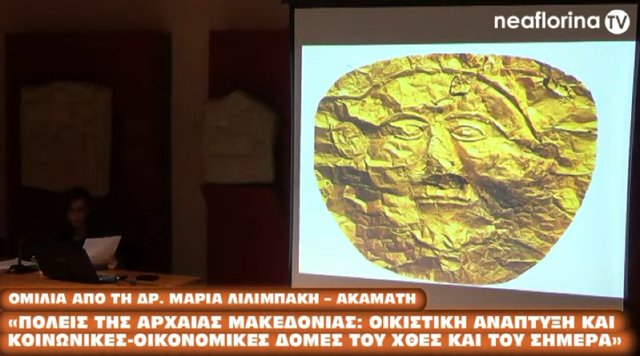 neaflorina TV
ΟΜΙΛΙΑ ΑΠΟ ΤΗ ΔΡ. ΜΑΡΙΑ ΛΙΛΙΜΠΑΚΗ – ΑΚΑΜΑΤΗ
«ΠΟΛΕΙΣ ΤΗΣ ΑΡΧΑΙΑΣ ΜΑΚΕΔΟΝΙΑΣ: ΟΙΚΙΣΤΙΚΗ ΑΝΑΠΤΥΞΗ ΚΑΙ
ΚΟΙΝΩΝΙΚΕΣ-ΟΙΚΟΝΟΜΙΚΕΣ ΔΟΜΕΣ ΤΟΥ ΧΘΕΣ ΚΑΙ ΤΟΥ ΣΗΜΕΡΑ»